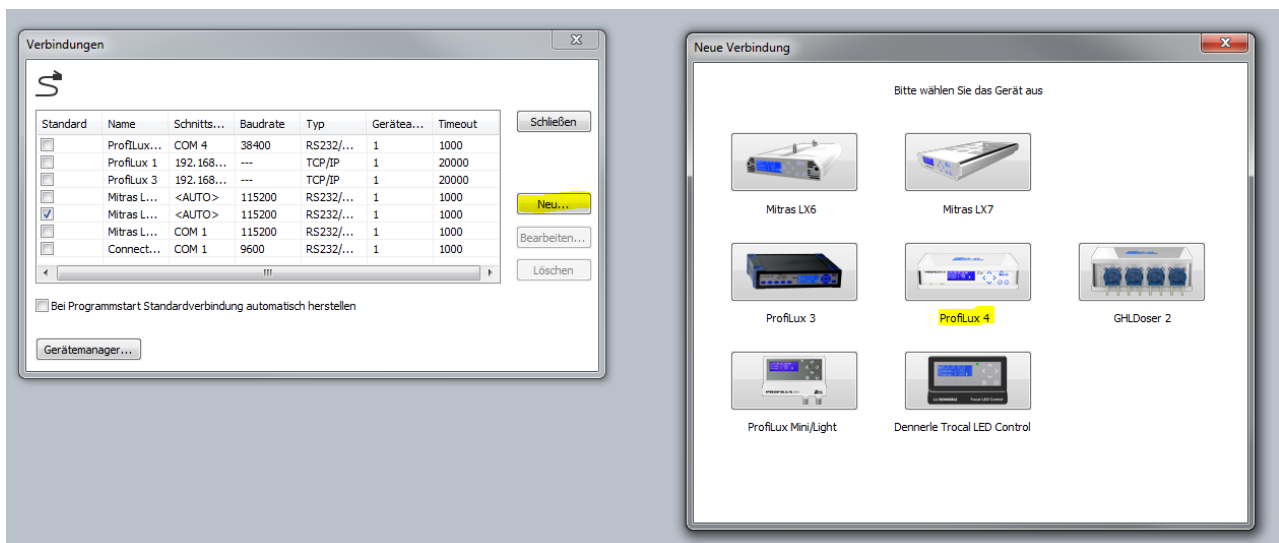 Verbindungen
Standard Name Schnitts... Baudrate Typ Gerätea... Timeout
ProfILux... COM 4 38400 RS232/... 1 1000
ProfiLux 1 192.168... --- TCP/IP 1 20000
ProfiLux 3 192.168... --- TCP/IP 1 20000
Mitras L... <AUTO> 115200 RS232/... 1 1000
Mitras L... <AUTO> 115200 RS232/... 1 1000
Mitras L... COM 1 115200 RS232/... 1 1000
Connect... COM 1 9600 RS232/... 1 1000
Schließen
Neu...
Bearbeiten...
Löschen
Bei Programmstart Standardverbindung automatisch herstellen
Gerätemanager...
Neue Verbindung
Bitte wählen Sie das Gerät aus
Mitras LX6
Mitras LX7
ProfiLux 3
ProfiLux 4
GHLDoser 2
ProfiLux Mini/Light
Dennerle Trocal LED Control